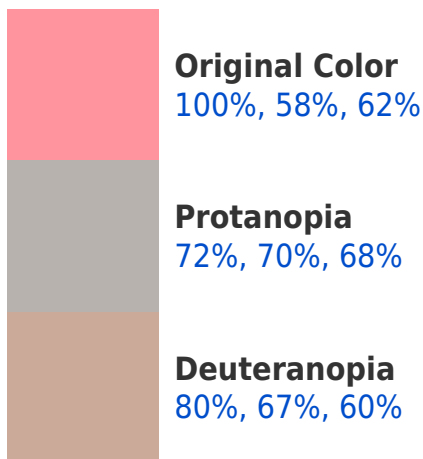 Original Color
100%, 58%, 62%
Protanopia
72%, 70%, 68%
Deuteranopia
80%, 67%, 60%